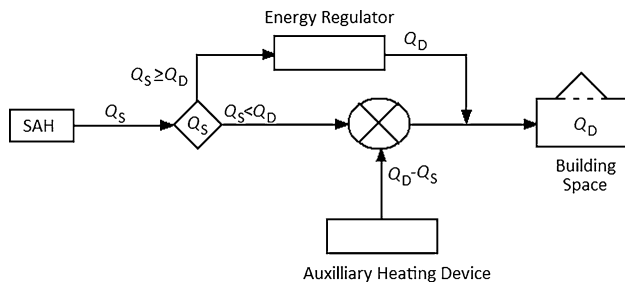 Energy Regulator
Q_D
Q_S≥Q_D
SAH
Q_S
Q_S
Q_S<Q_D
Q_D
Q_D-Q_S
Building
Space
Auxilliary Heating Device